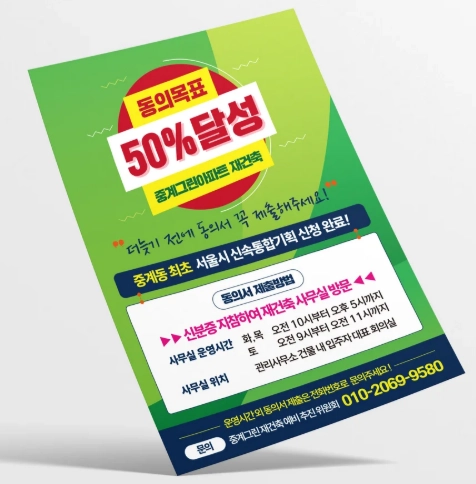 동의목표
50%달성
중계그린아파트 재건축
"더늦기 전에 동의서 꼭 제출해주세요!"
중계동 최초 서울시 신속통합기획 신청 완료!
동의서 제출방법
▶▶신분증 지참하여 재건축 사무실 방문◀◀
사무실 운영시간 화,목 오전 10시부터 오후 5시까지
토 오전 9시부터 오전 11시까지
사무실 위치 관리사무소 건물 내 입주자 대표 회의실
운영시간 외 동의서 제출은 전화번호로 문의주세요!
문의 중계그린 재건축 예비 추진 위원회 010-2069-9580